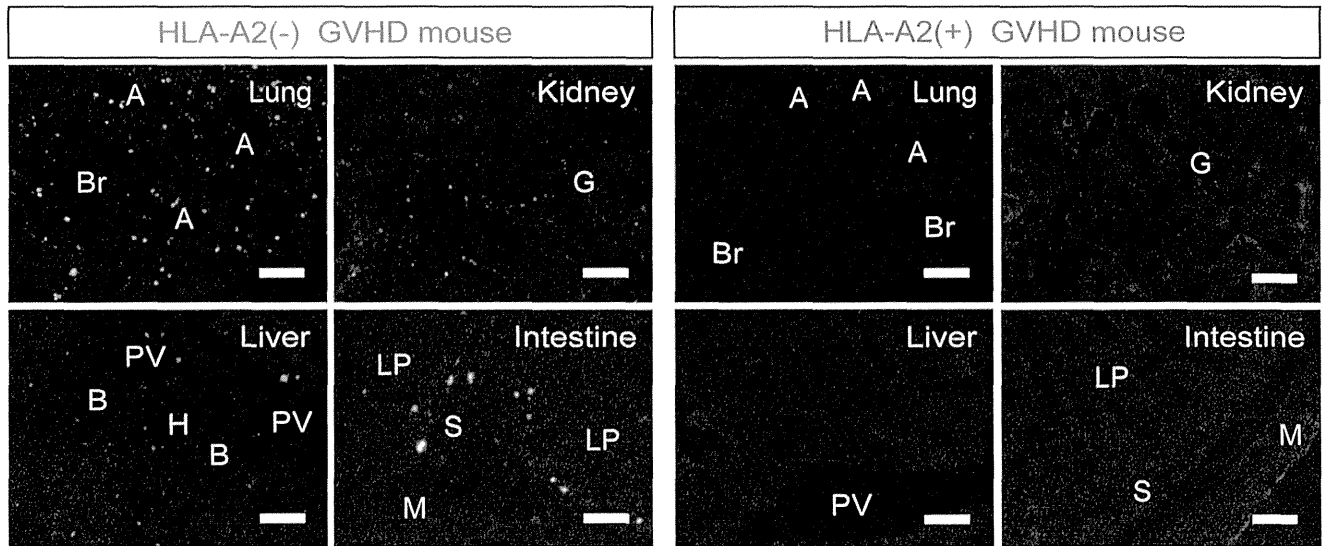 HLA-A2(-) GVHD mouse
HLA-A2(+) GVHD mouse
A
Lung
A
Br
A
Kidney
G
A
A
Lung
A
Br
Br
Kidney
G
Liver
PV
B
H
PV
B
Intestine
LP
S
LP
M
Liver
PV
Intestine
LP
M
S